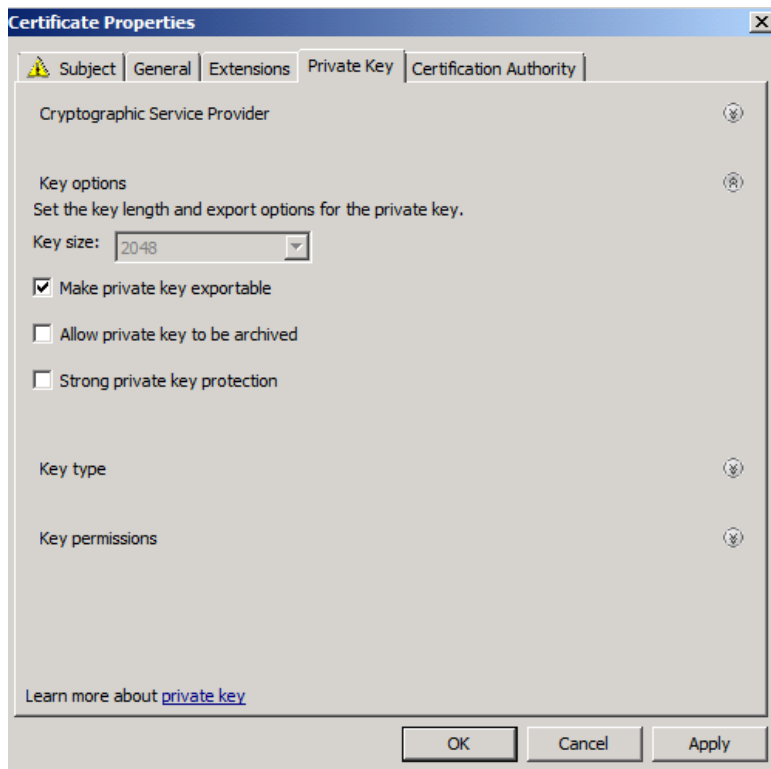 Certificate Properties
Subject General Extensions Private Key Certification Authority
Cryptographic Service Provider
Key options
Set the key length and export options for the private key.
Key size: 2048
Make private key exportable
Allow private key to be archived
Strong private key protection
Key type
Key permissions
Learn more about private key
OK Cancel Apply